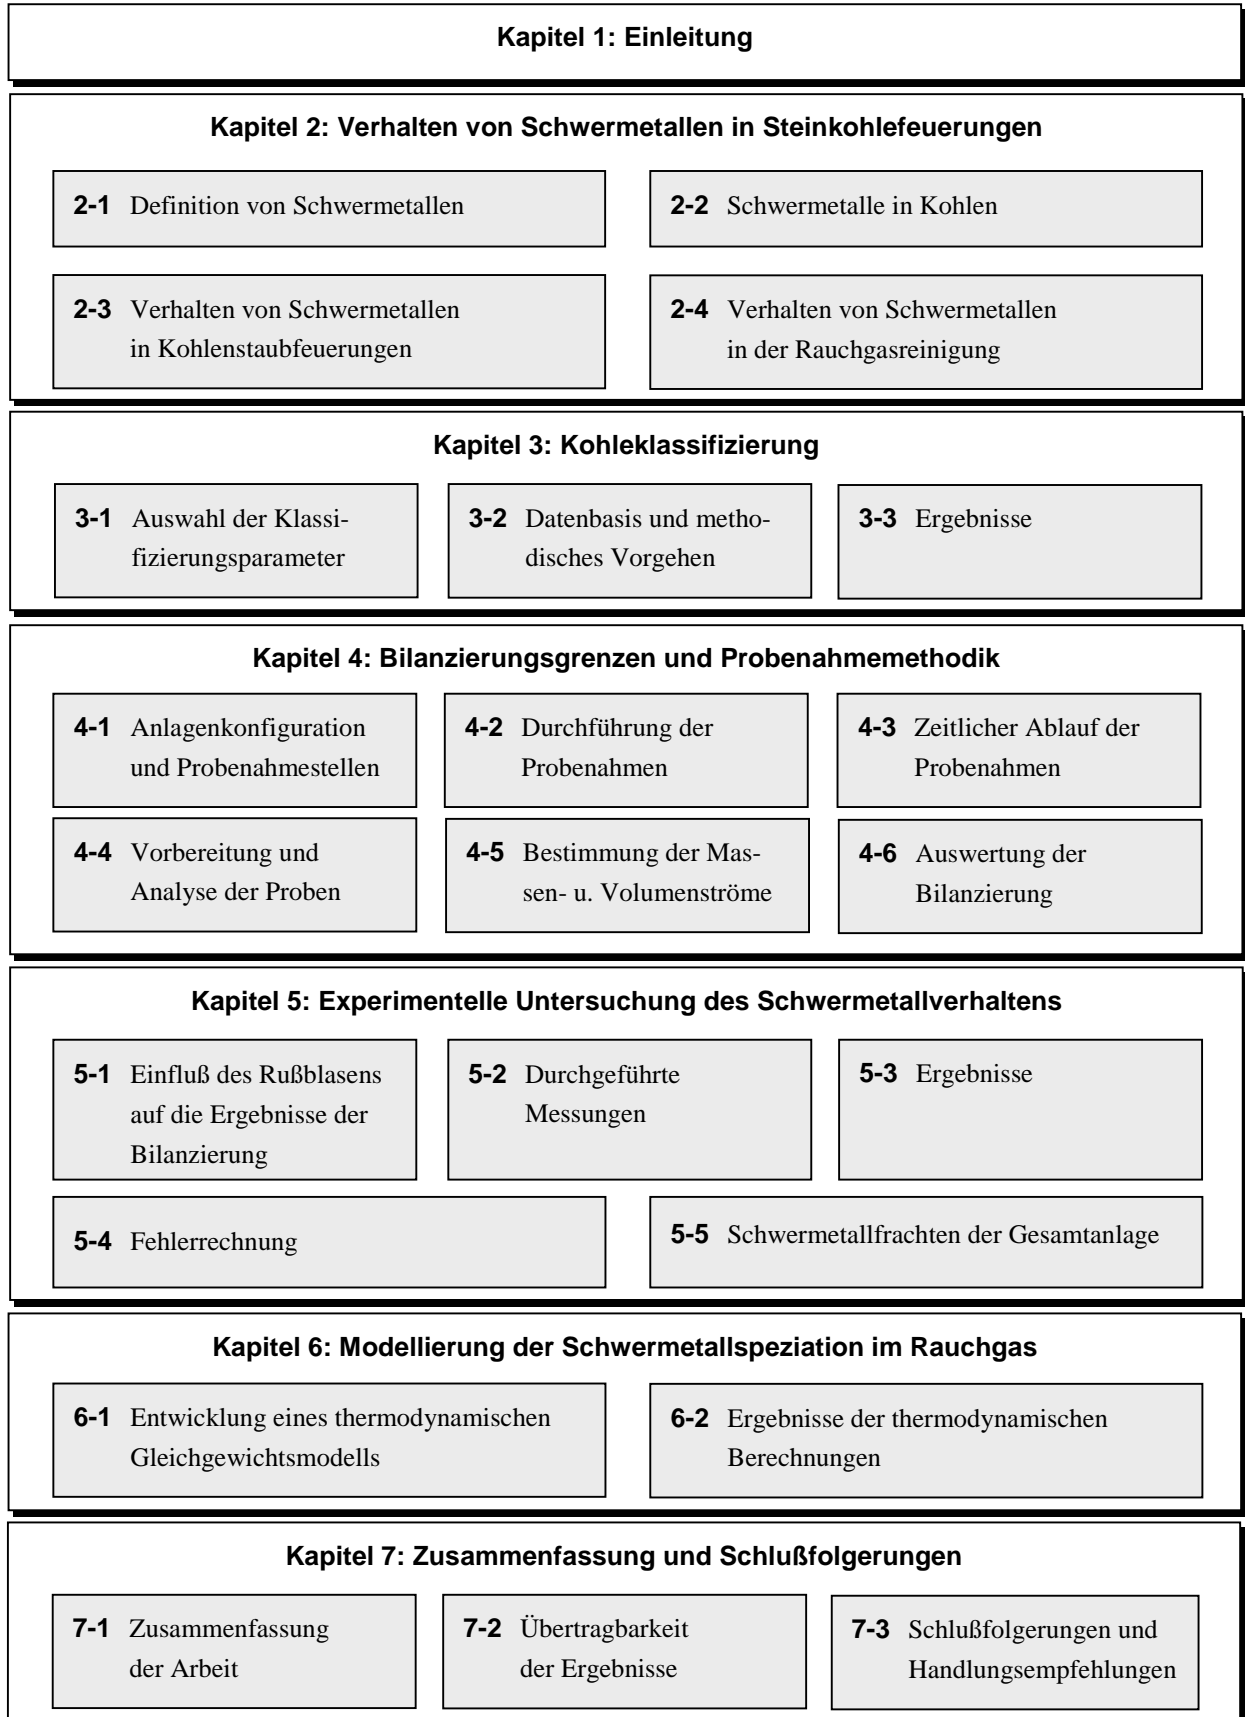 Kapitel 1: Einleitung
Kapitel 2: Verhalten von Schwermetallen in Steinkohlefeuerungen
2-1 Definition von Schwermetallen
2-2 Schwermetalle in Kohlen
2-3 Verhalten von Schwermetallen
in Kohlenstaubfeuerungen
2-4 Verhalten von Schwermetallen
in der Rauchgasreinigung
Kapitel 3: Kohleklassifizierung
3-1 Auswahl der Klassi-
fizierungsparameter
3-2 Datenbasis und metho-
disches Vorgehen
3-3 Ergebnisse
Kapitel 4: Bilanzierungsgrenzen und Probenahmemethodik
4-1 Anlagenkonfiguration
und Probenahmestellen
4-2 Durchführung der
Probenahmen
4-3 Zeitlicher Ablauf der
Probenahmen
4-4 Vorbereitung und
Analyse der Proben
4-5 Bestimmung der Mas-
sen- u. Volumenströme
4-6 Auswertung der
Bilanzierung
Kapitel 5: Experimentelle Untersuchung des Schwermetallverhaltens
5-1 Einfluß des Rußblasens
auf die Ergebnisse der
Bilanzierung
5-2 Durchgeführte
Messungen
5-3 Ergebnisse
5-4 Fehlerrechnung
5-5 Schwermetallfrachten der Gesamtanlage
Kapitel 6: Modellierung der Schwermetallspeziation im Rauchgas
6-1 Entwicklung eines thermodynamischen
Gleichgewichtsmodells
6-2 Ergebnisse der thermodynamischen
Berechnungen
Kapitel 7: Zusammenfassung und Schlußfolgerungen
7-1 Zusammenfassung
der Arbeit
7-2 Übertragbarkeit
der Ergebnisse
7-3 Schlußfolgerungen und
Handlungsempfehlungen